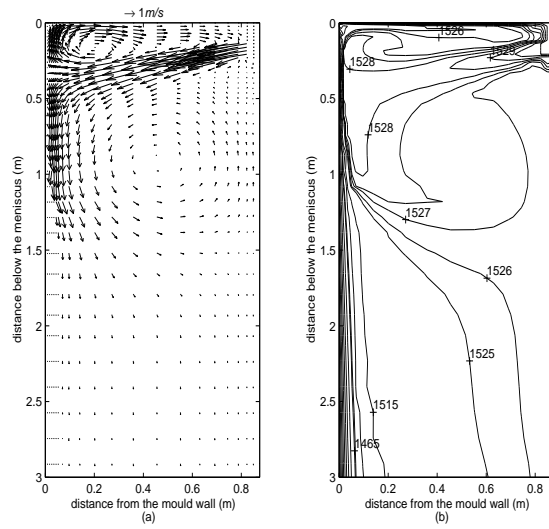 → 1m/s
0
0.5
1
1.5
2
2.5
3
distance below the meniscus (m)
0 0.2 0.4 0.6 0.8
distance from the mould wall (m)
(a)
0
0.5
1
1.5
2
2.5
3
distance below the meniscus (m)
1526
1525
1528
1528
1527
1526
1525
1515
1465
0 0.2 0.4 0.6 0.8
distance from the mould wall (m)
(b)